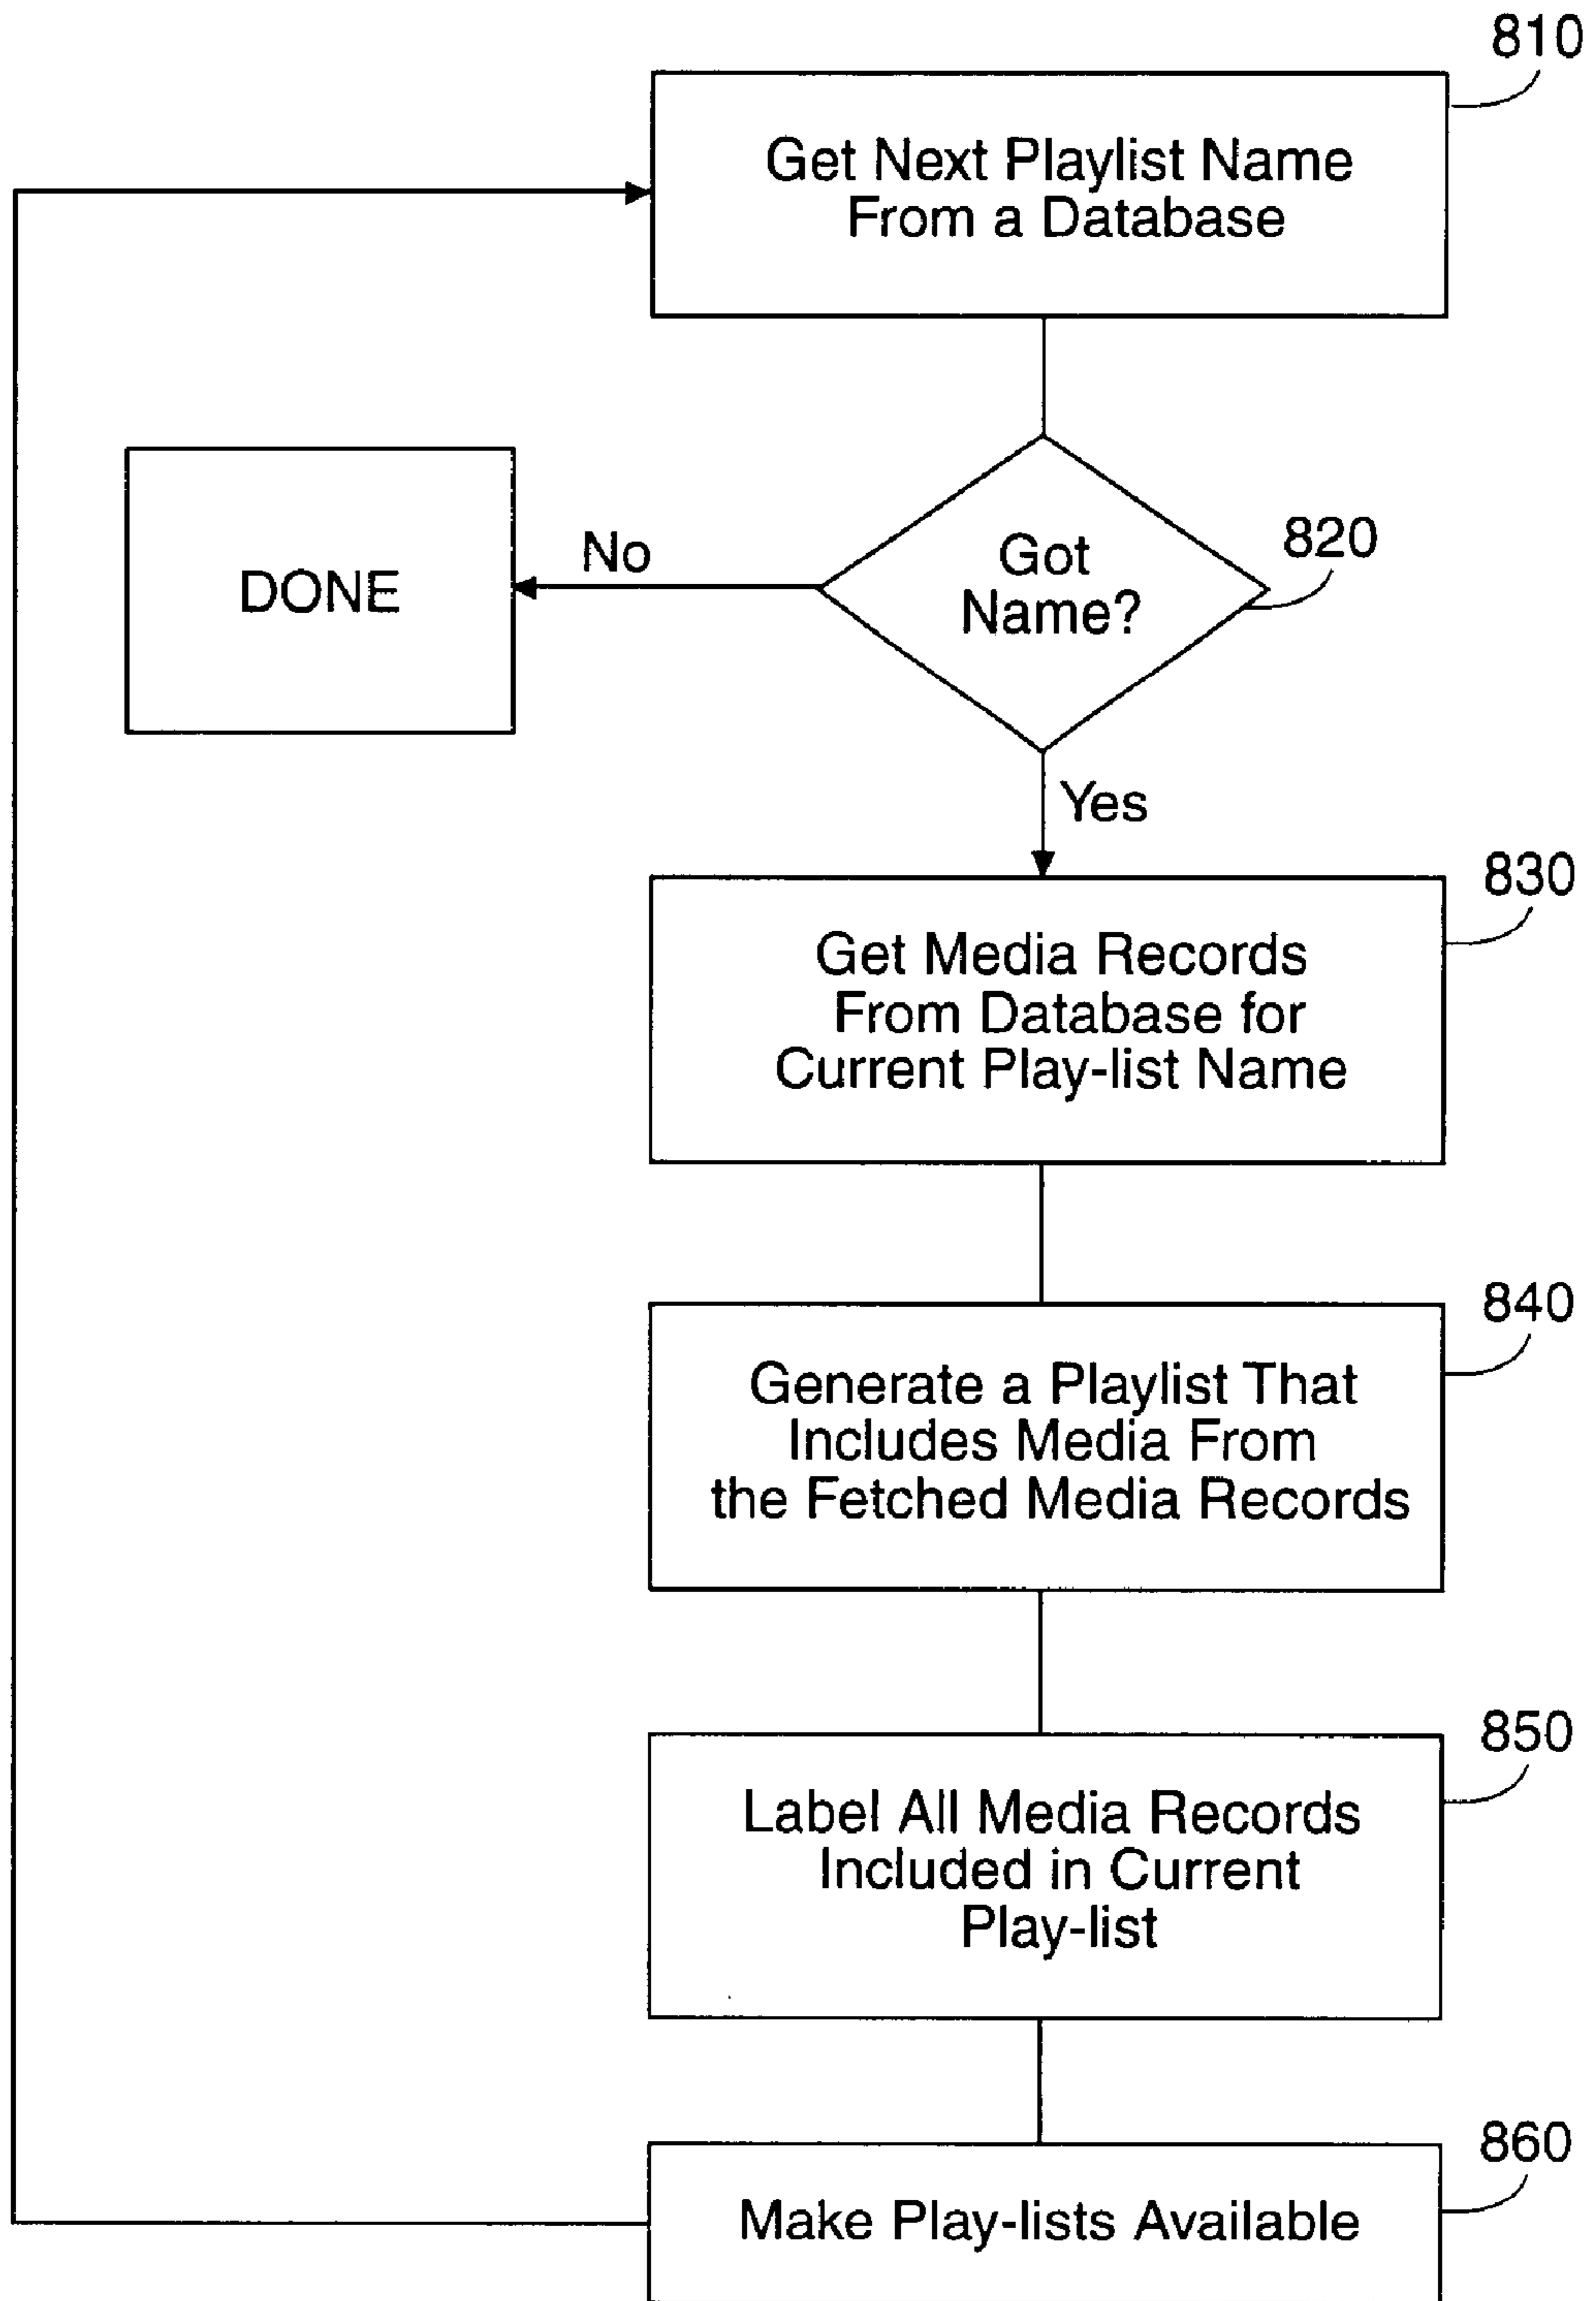 810
Get Next Playlist Name
From a Database
DONE
No
Got
Name?
820
Yes
830
Get Media Records
From Database for
Current Play-list Name
840
Generate a Playlist That
Includes Media From
the Fetched Media Records
850
Label All Media Records
Included in Current
Play-list
860
Make Play-lists Available